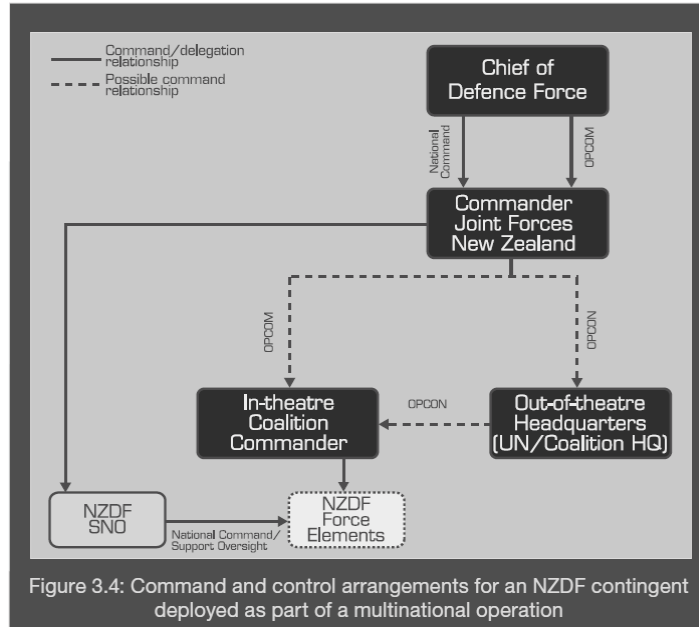 Command/delegation
relationship
Possible command
relationship
Chief of
Defence Force
National
Command
OPCOM
Commander
Joint Forces
New Zealand
OPCOM
OPCON
In-theatre
Coalition
Commander
OPCON
Out-of-theatre
Headquarters
(UN/Coalition HQ)
NZDF
SNO
National Command/
Support Oversight
NZDF
Force
Elements
Figure 3.4: Command and control arrangements for an NZDF contingent
deployed as part of a multinational operation